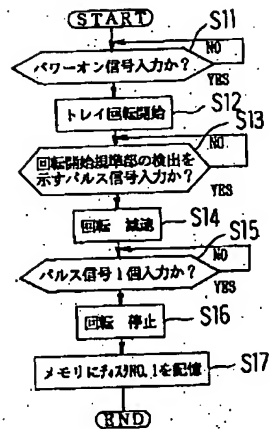 START
S11
パワーオン信号入力か?
NO
YES
S12
トレイ回転開始
S13
回転開始規準部の検出を
示すパルス信号入力か?
NO
YES
S14
回転 減速
S15
パルス信号1個入力か?
NO
YES
S16
回転 停止
S17
メモリにディスクNO.1を記憶
END